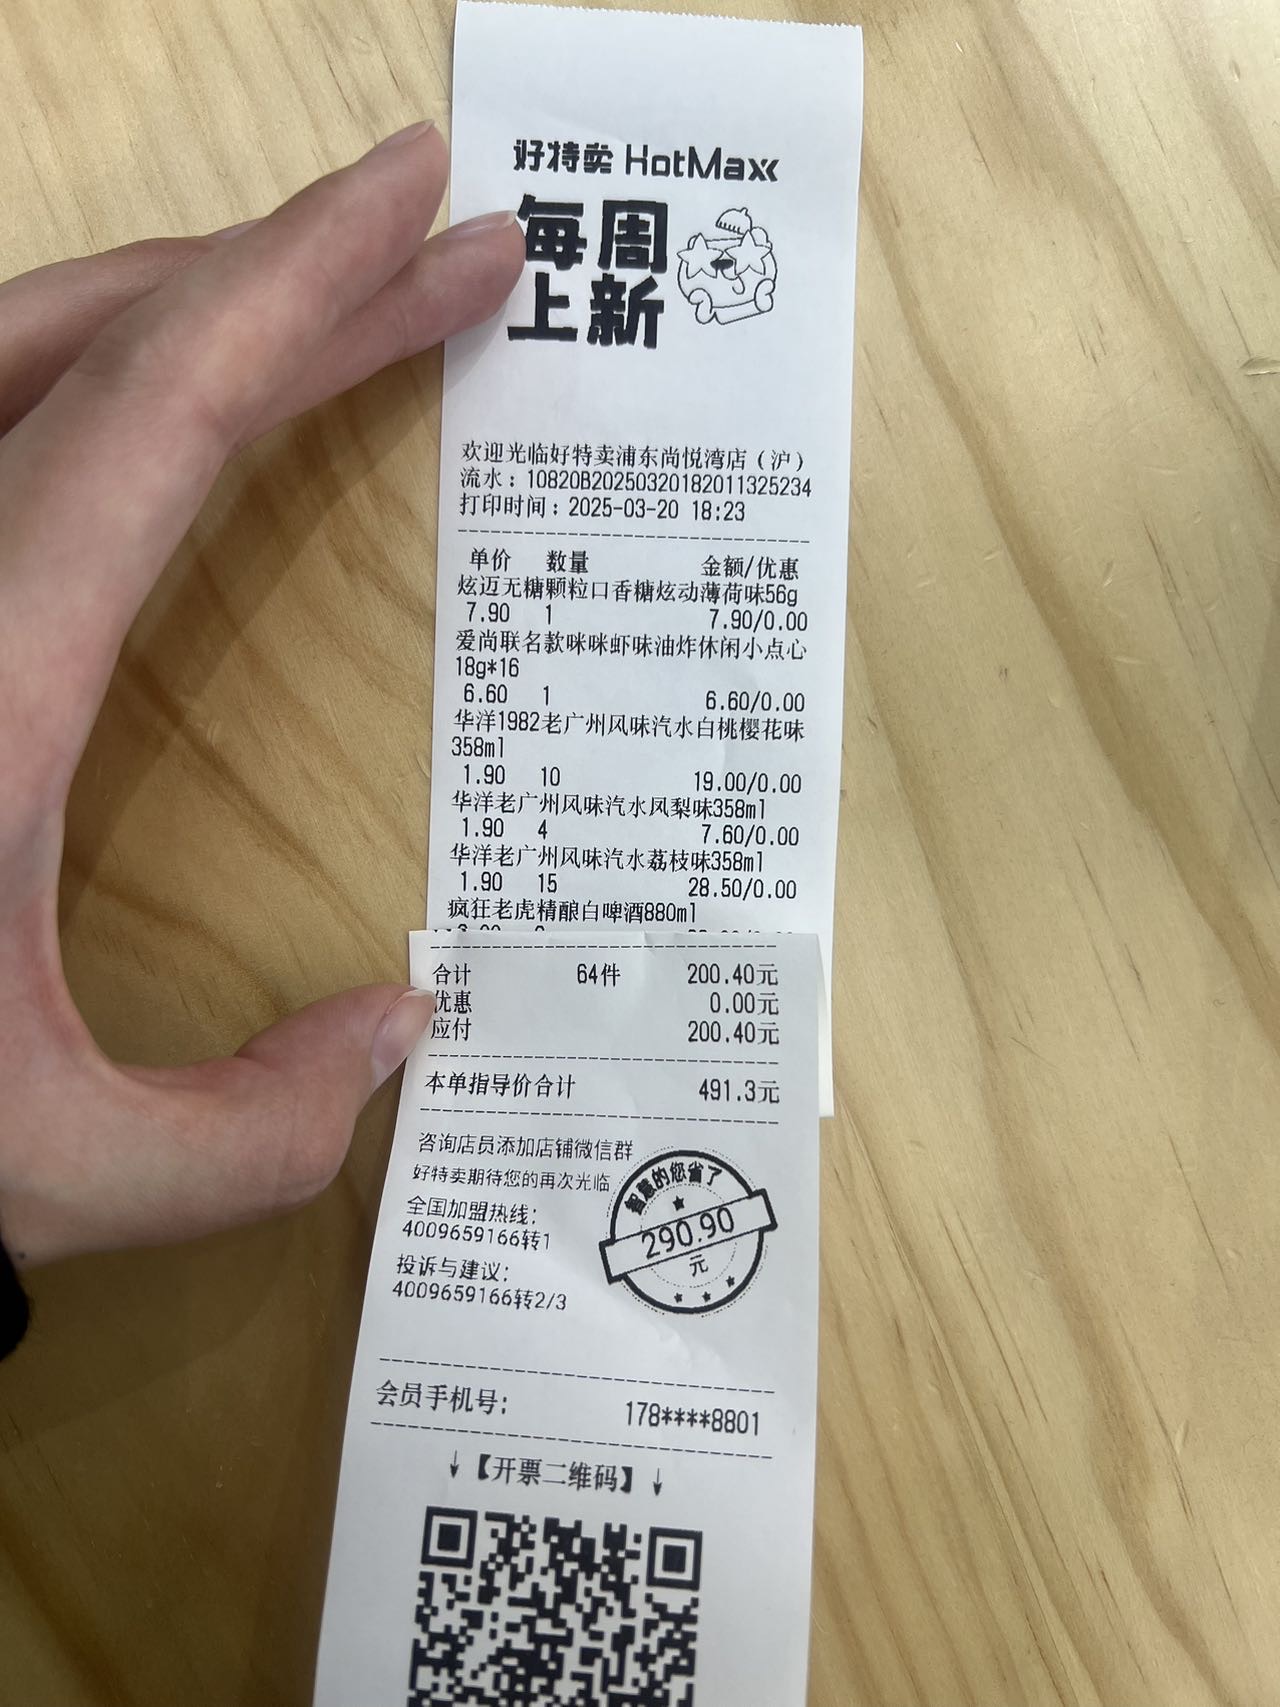 好特卖 HotMaxx
每周
上新
欢迎光临好特卖浦东尚悦湾店（沪）
流水：10820B20250320182011325234
打印时间：2025-03-20 18:23
单价 数量 金额/优惠
炫迈无糖颗粒口香糖炫动薄荷味56g
7.90 1 7.90/0.00
爱尚联名款咪咪虾味油炸休闲小点心
18g*16
6.60 1 6.60/0.00
华洋1982老广州风味汽水白桃樱花味
358ml
1.90 10 19.00/0.00
华洋老广州风味汽水凤梨味358ml
1.90 4 7.60/0.00
华洋老广州风味汽水荔枝味358ml
1.90 15 28.50/0.00
疯狂老虎精酿白啤酒880ml
合计 64件 200.40元
优惠 0.00元
应付 200.40元
本单指导价合计 491.3元
咨询店员添加店铺微信群
好特卖期待您的再次光临
全国加盟热线：
4009659166转1
投诉与建议：
4009659166转2/3
智慧的您省了
290.90
元
会员手机号： 178****8801
↓【开票二维码】↓